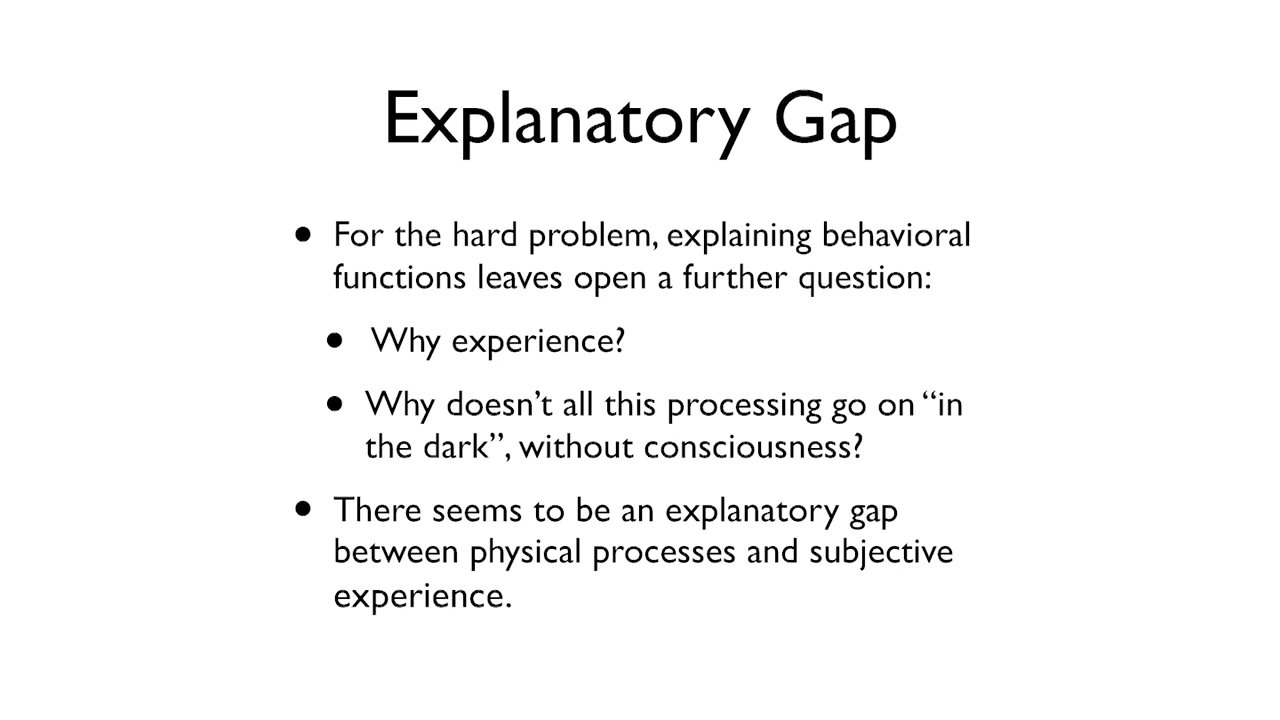 Explanatory Gap
• For the hard problem, explaining behavioral
functions leaves open a further question:
• Why experience?
• Why doesn’t all this processing go on “in
the dark”, without consciousness?
• There seems to be an explanatory gap
between physical processes and subjective
experience.